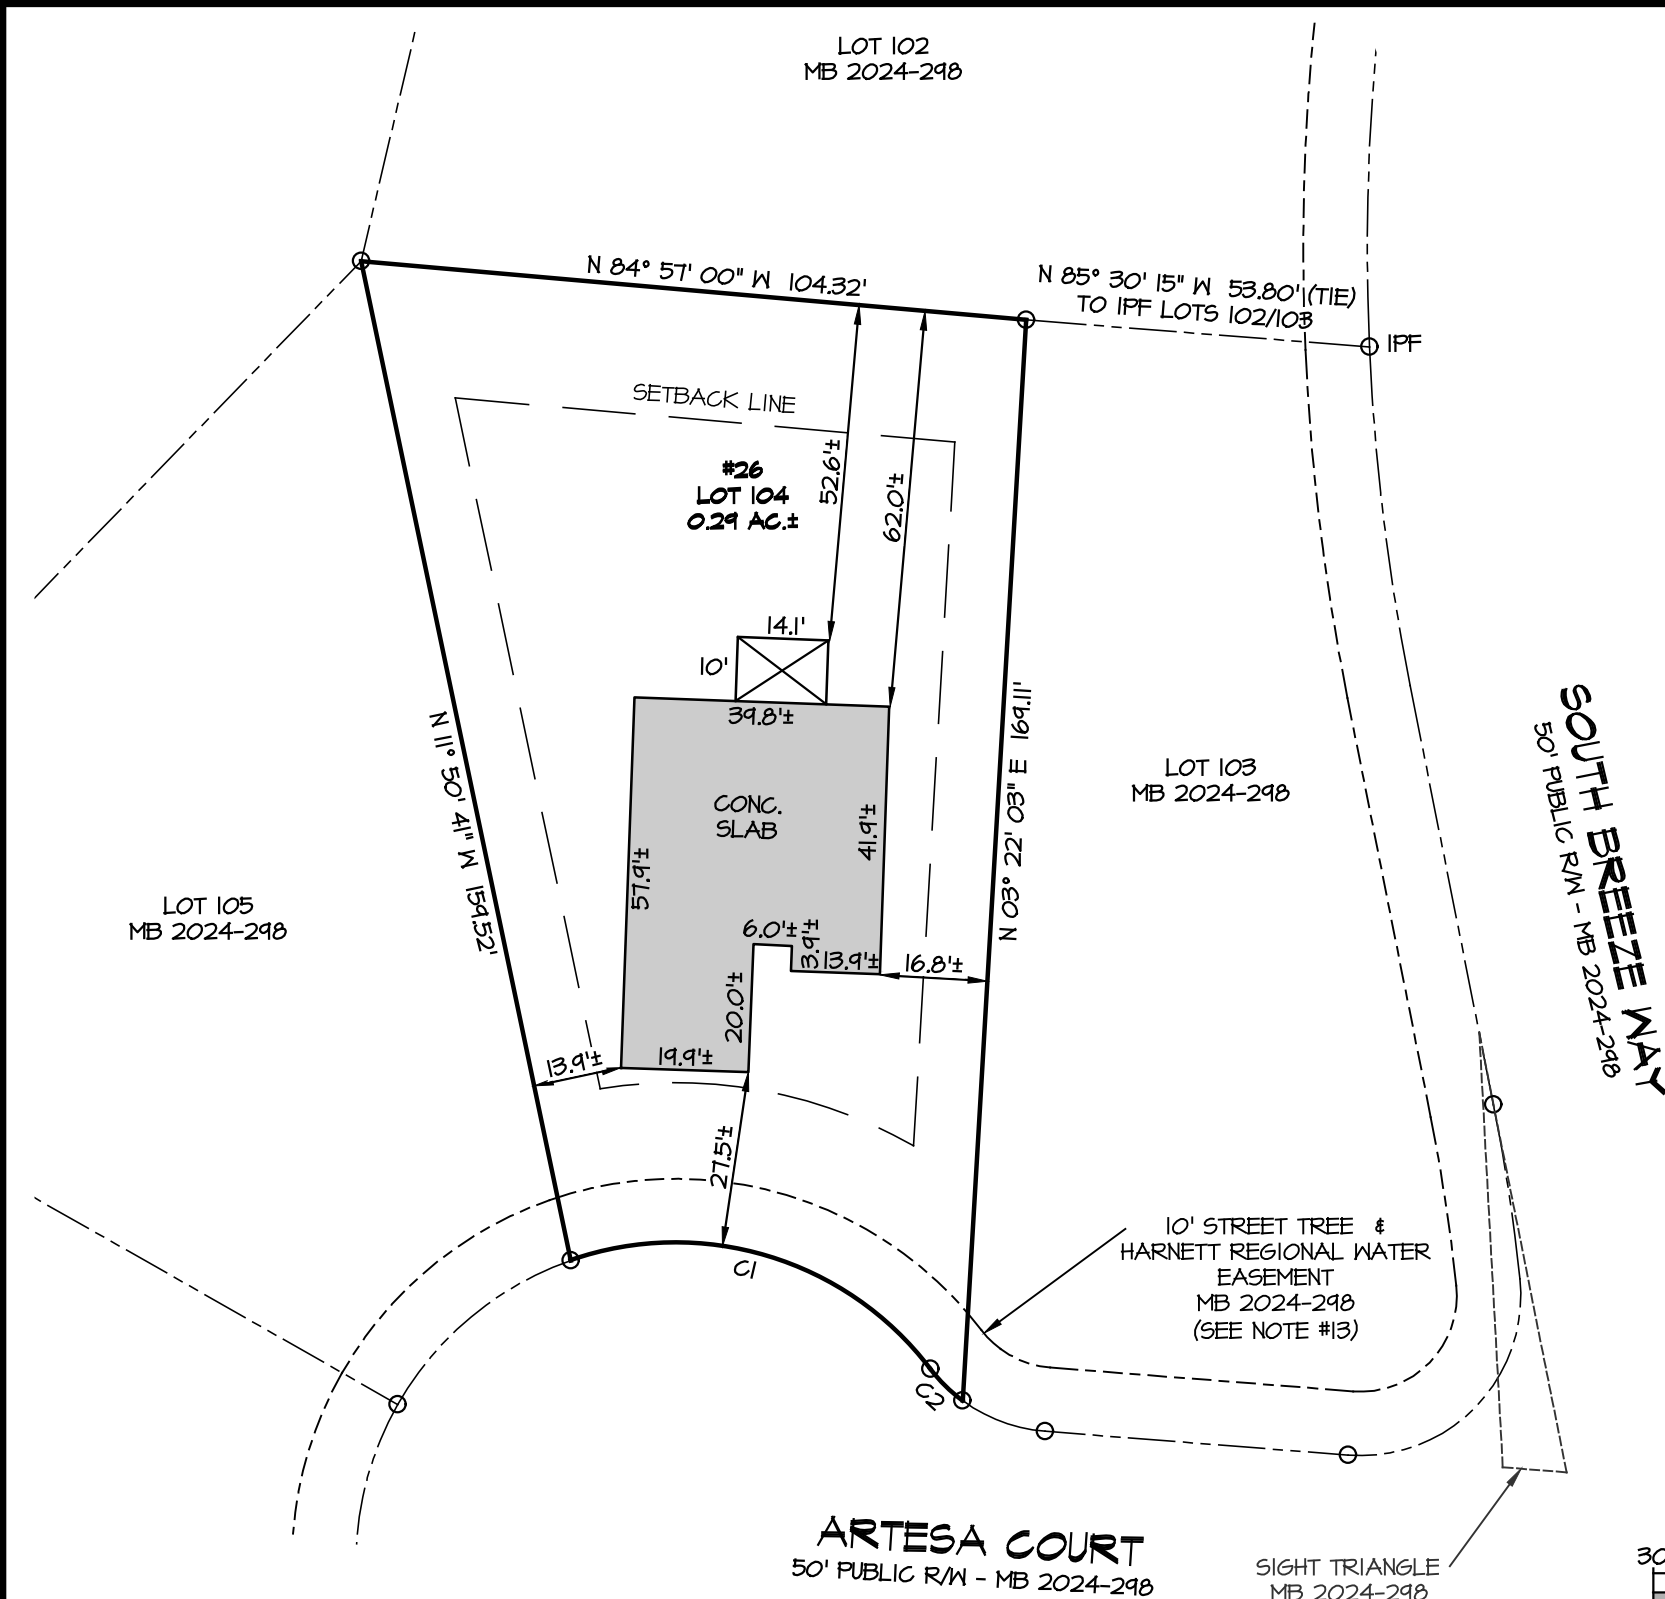 LOT 102
MB 2024-298
N 84° 57' 00" W 104.32'
N 85° 30' 15" W 53.80' (TIE)
TO IPF LOTS 102/103
IPF
SETBACK LINE
#26
LOT 104
0.29 AC.±
52.6'±
62.0'±
14.1'
10'
39.8'±
N 11° 50' 41" W 159.52'
N 03° 22' 03" E 169.11'
LOT 103
MB 2024-298
SOUTH BREEZE WAY
50' PUBLIC R/W - MB 2024-298
CONC.
SLAB
41.9'±
57.9'±
LOT 105
MB 2024-298
6.0'±
3.9'±
13.9'±
16.8'±
20.0'±
19.9'±
13.9'±
27.5'±
C1
C2
10' STREET TREE &
HARNETT REGIONAL WATER
EASEMENT
MB 2024-298
(SEE NOTE #13)
ARTESA COURT
50' PUBLIC R/W - MB 2024-298
SIGHT TRIANGLE
MB 2024-298
30